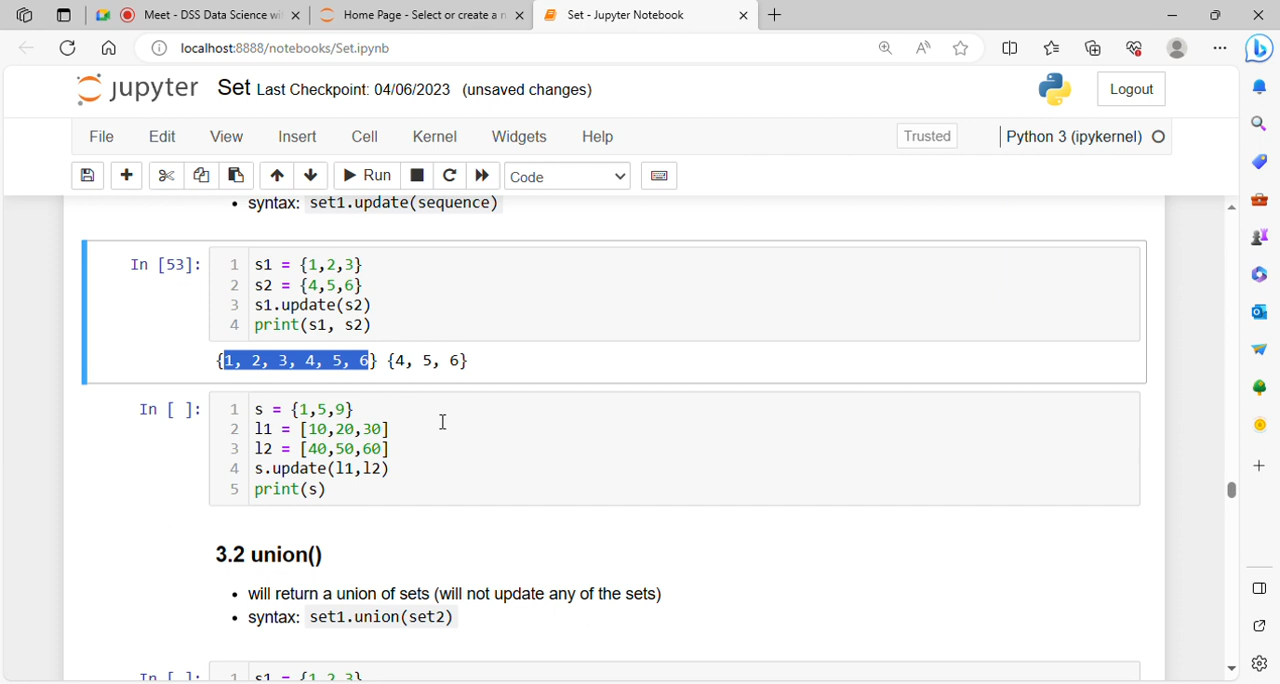 Meet - DSS Data Science wi
Home Page - Select or create a n
Set - Jupyter Notebook
localhost:8888/notebooks/Set.ipynb
jupyter Set Last Checkpoint: 04/06/2023 (unsaved changes)
Logout
File Edit View Insert Cell Kernel Widgets Help
Trusted
Python 3 (ipykernel)
Run
Code
• syntax: set1.update(sequence)
In [53]:
1 s1 = {1,2,3}
2 s2 = {4,5,6}
3 s1.update(s2)
4 print(s1, s2)
{1, 2, 3, 4, 5, 6} {4, 5, 6}
In [ ]:
1 s = {1,5,9}
2 l1 = [10,20,30]
3 l2 = [40,50,60]
4 s.update(l1,l2)
5 print(s)
3.2 union()
• will return a union of sets (will not update any of the sets)
• syntax: set1.union(set2)
In [ ]:
1 s1 = {1,2,3}